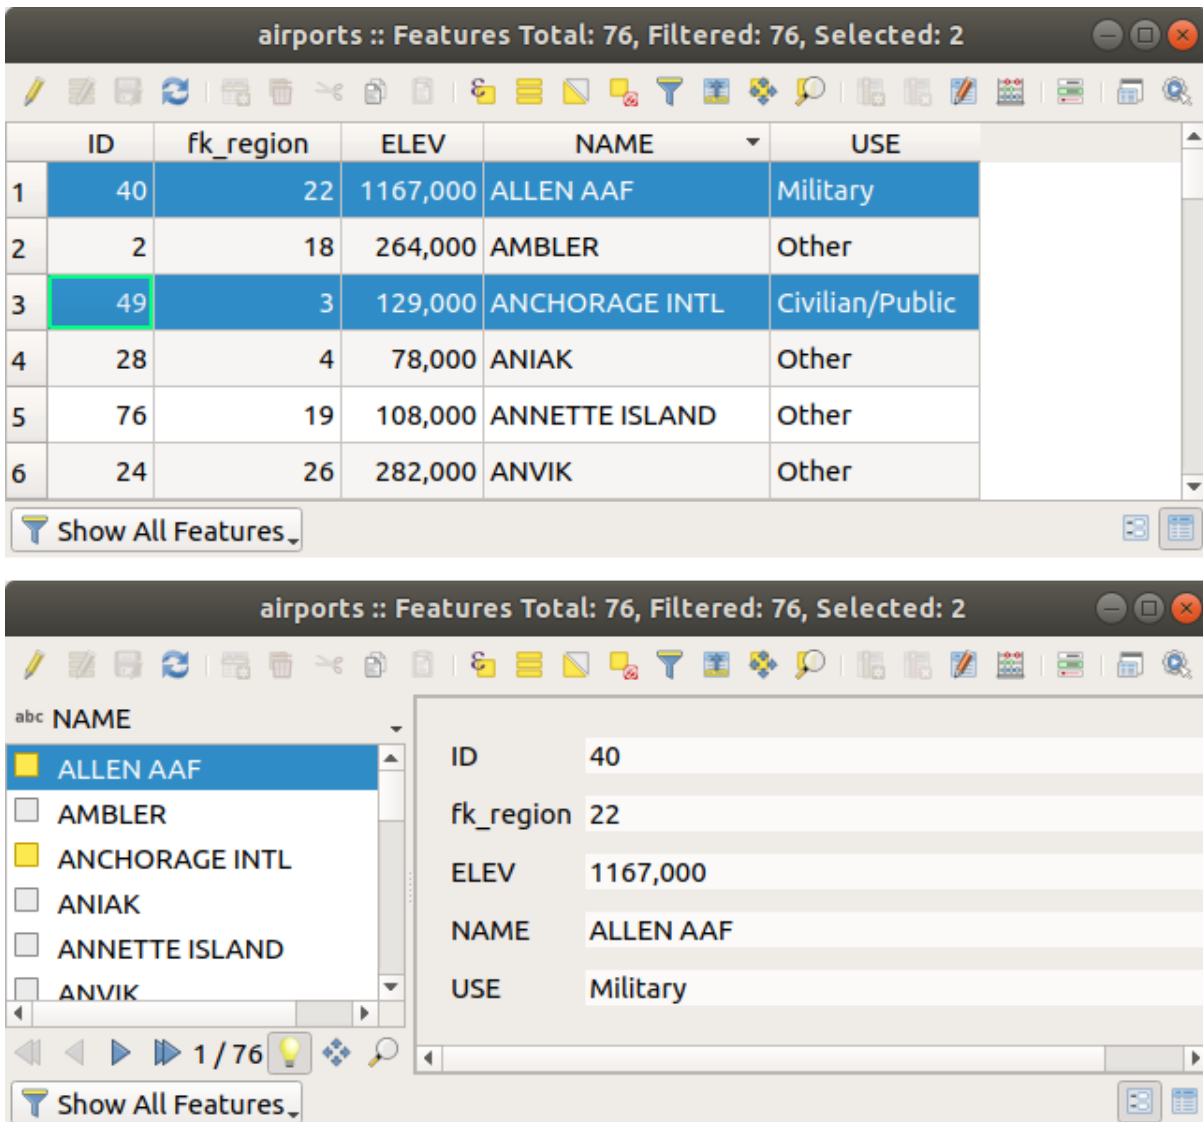 airports :: Features Total: 76, Filtered: 76, Selected: 2
ID fk_region ELEV NAME USE
1 40 22 1167,000 ALLEN AAF Military
2 2 18 264,000 AMBLER Other
3 49 3 129,000 ANCHORAGE INTL Civilian/Public
4 28 4 78,000 ANIAK Other
5 76 19 108,000 ANNETTE ISLAND Other
6 24 26 282,000 ANVIK Other
Show All Features
airports :: Features Total: 76, Filtered: 76, Selected: 2
abc NAME
ALLEN AAF
AMBLER
ANCHORAGE INTL
ANIAK
ANNETTE ISLAND
ANVIK
1 / 76
ID 40
fk_region 22
ELEV 1167,000
NAME ALLEN AAF
USE Military
Show All Features